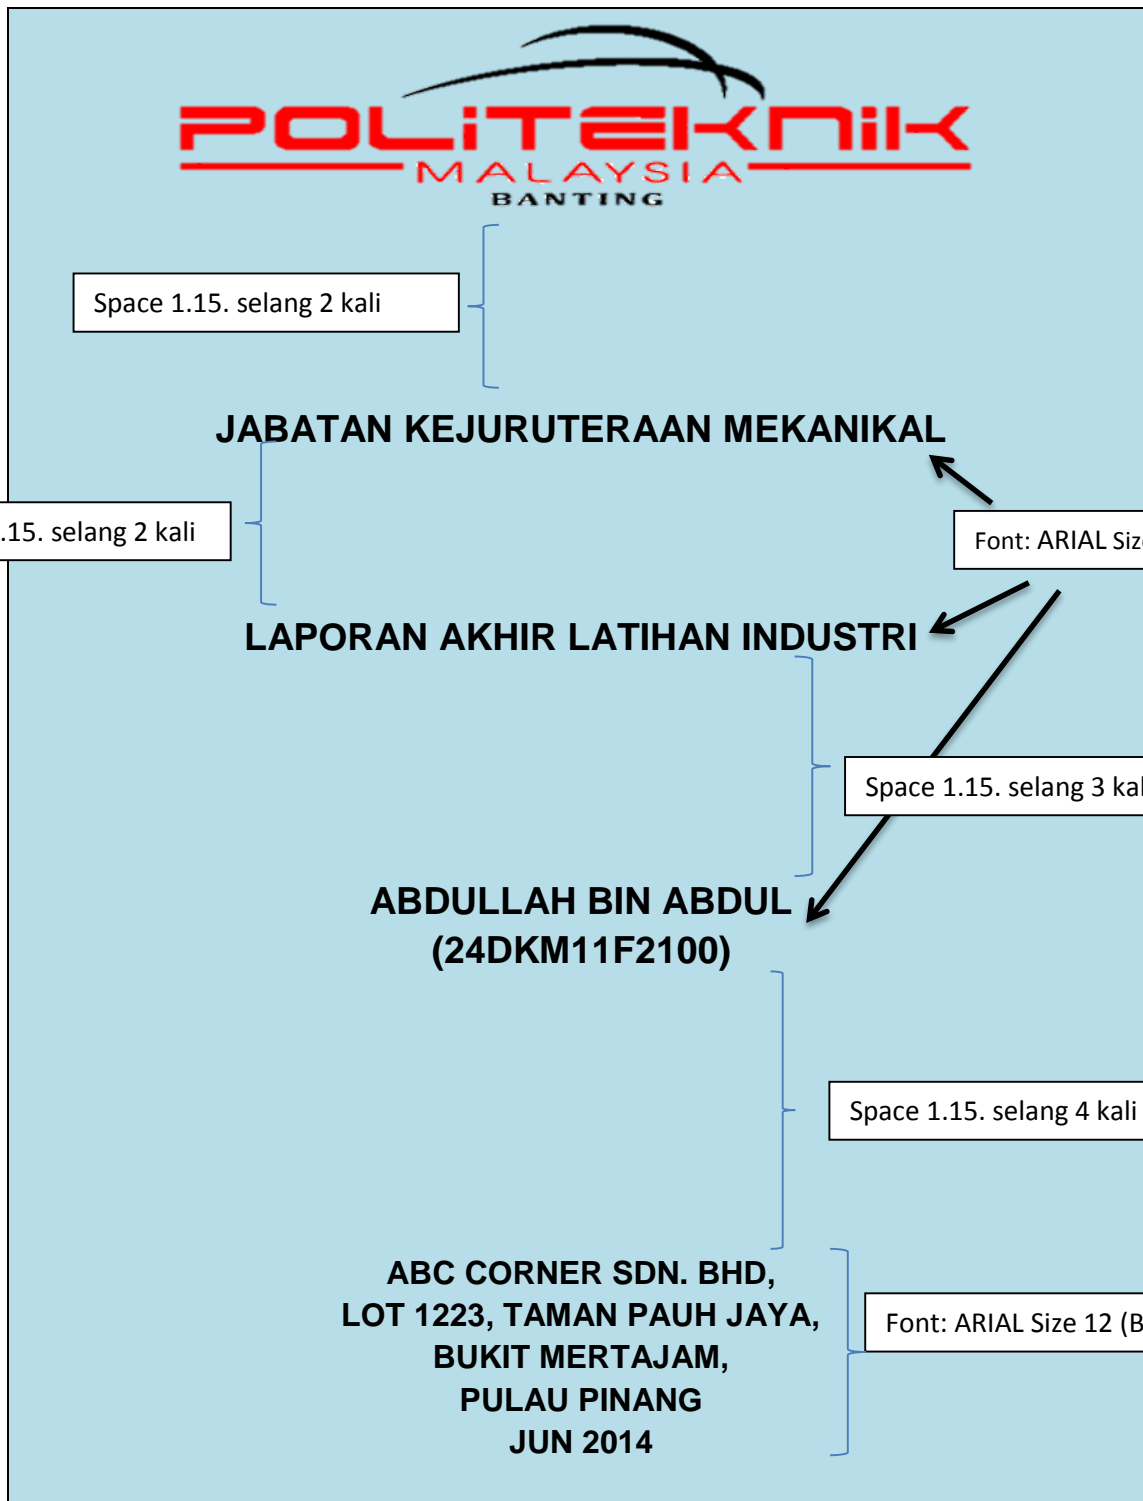 POLiTEKNiK
MALAYSIA
BANTING
Space 1.15. selang 2 kali
JABATAN KEJURUTERAAN MEKANIKAL
.15. selang 2 kali
Font: ARIAL Size
LAPORAN AKHIR LATIHAN INDUSTRI
Space 1.15. selang 3 kal
ABDULLAH BIN ABDUL
(24DKM11F2100)
Space 1.15. selang 4 kali
ABC CORNER SDN. BHD,
LOT 1223, TAMAN PAUH JAYA,
Font: ARIAL Size 12 (B
BUKIT MERTAJAM,
PULAU PINANG
JUN 2014